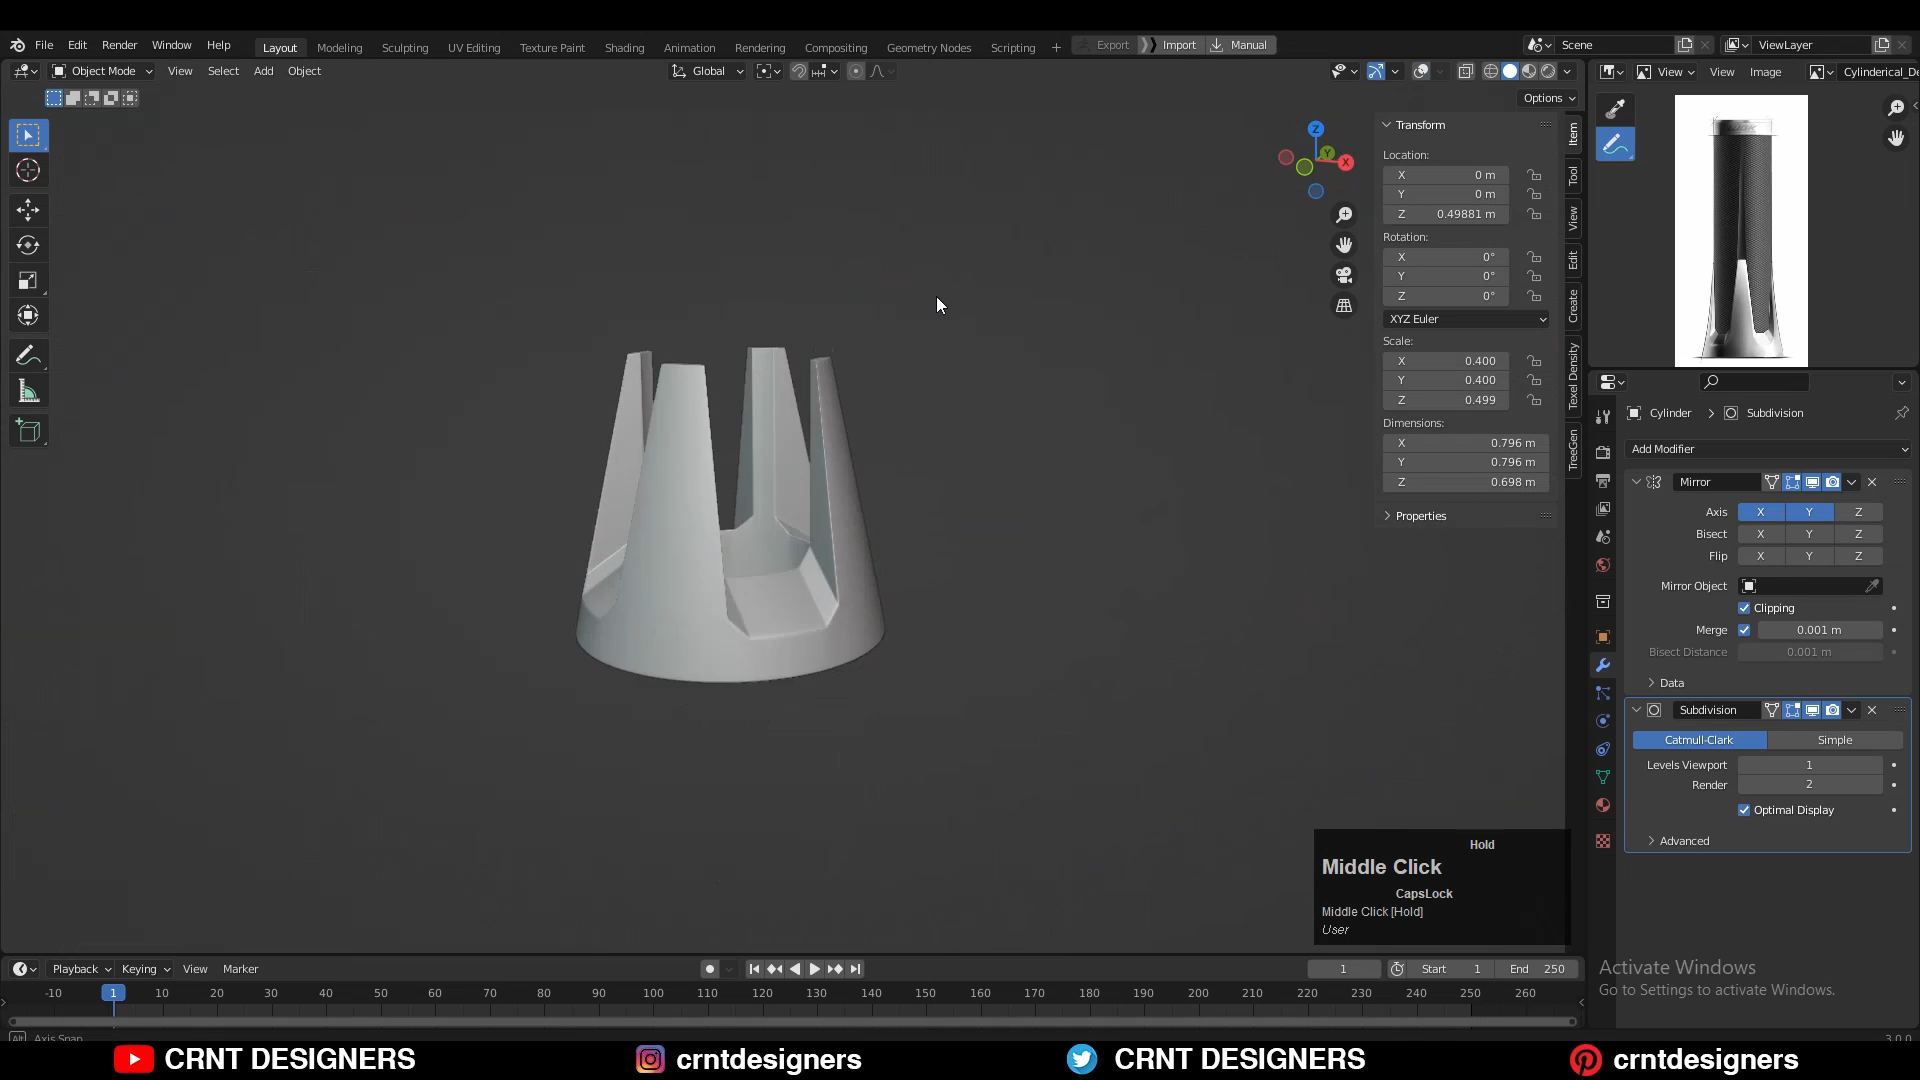 File Edit Render Window Help Layout Modeling Sculpting UV Editing Texture Paint Shading Animation Rendering Compositing Geometry Nodes Scripting + Export Import Manual Scene ViewLayer
Object Mode View Select Add Object Global View View Image Cylinderical_De
Options
Z
Y
X
Transform
Location:
X 0 m
Y 0 m
Z 0.49881 m
Rotation:
X 0°
Y 0°
Z 0°
XYZ Euler
Scale:
X 0.400
Y 0.400
Z 0.499
Dimensions:
X 0.796 m
Y 0.796 m
Z 0.698 m
Properties
Item
Tool
View
Edit
Create
Texel Density
TreeGen
Cylinder Subdivision
Add Modifier
Mirror
Axis X Y Z
Bisect X Y Z
Flip X Y Z
Mirror Object
Clipping
Merge 0.001 m
Bisect Distance 0.001 m
Data
Subdivision
Catmull-Clark Simple
Levels Viewport 1
Render 2
Optimal Display
Advanced
Hold
Middle Click
CapsLock
Middle Click [Hold]
User
Playback Keying View Marker 1 Start 1 End 250
-10 1 10 20 30 40 50 60 70 80 90 100 110 120 130 140 150 160 170 180 190 200 210 220 230 240 250 260
Activate Windows
Go to Settings to activate Windows.
Alt Axis Snap 3.0.0
CRNT DESIGNERS crntdesigners CRNT DESIGNERS crntdesigners